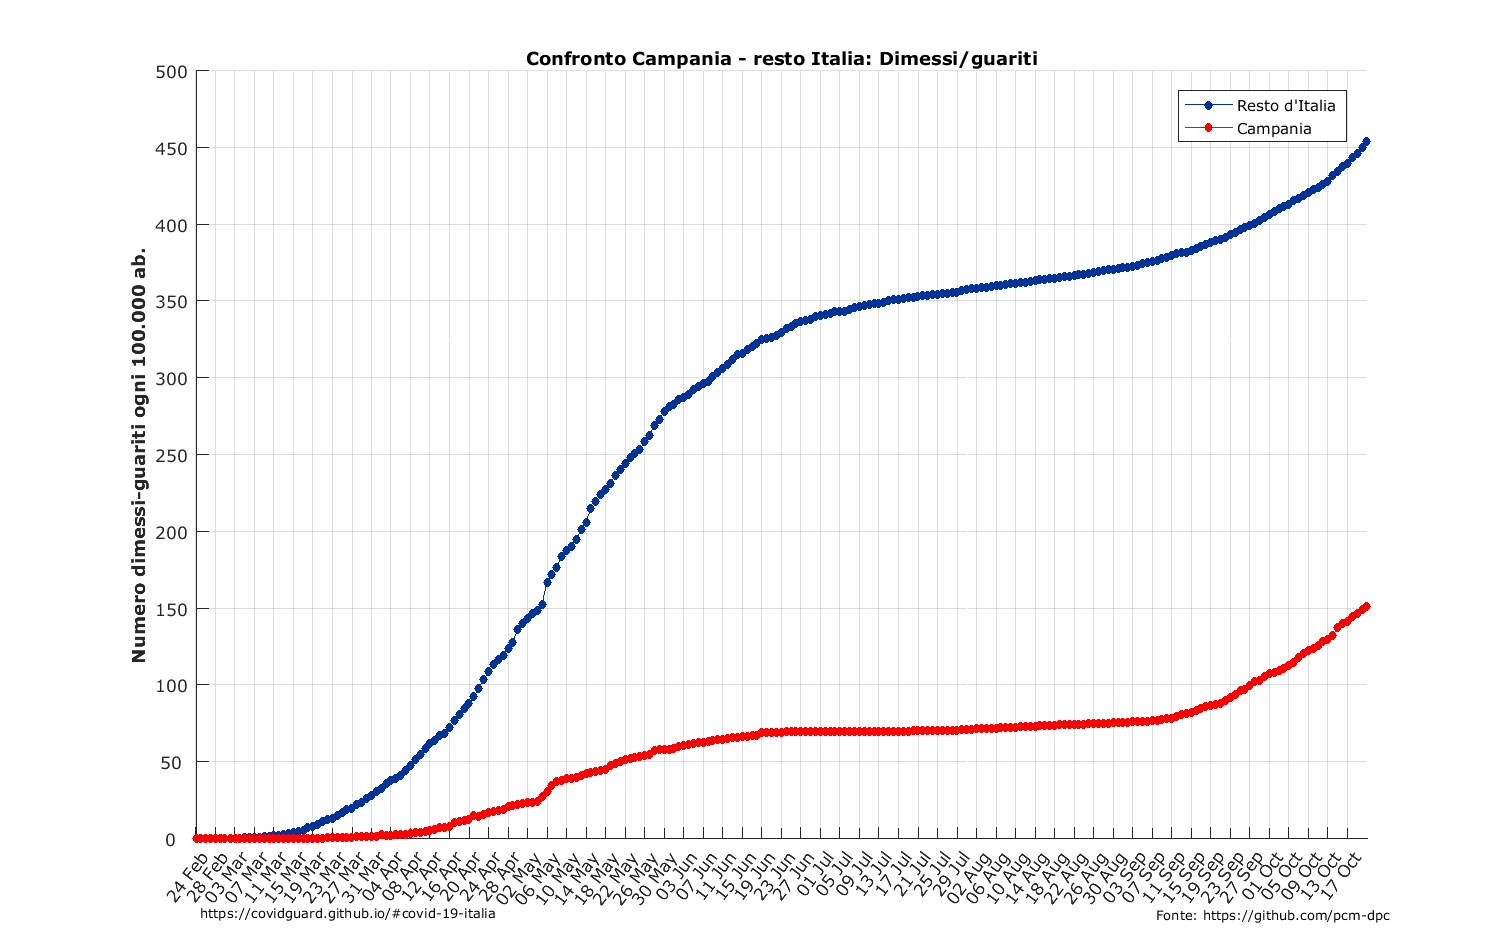 Confronto Campania - resto Italia: Dimessi/guariti
Numero dimessi-guariti ogni 100.000 ab.
500
450
400
350
300
250
200
150
100
50
0
Resto d'Italia
Campania
24 Feb
28 Feb
03 Mar
07 Mar
11 Mar
15 Mar
19 Mar
23 Mar
27 Mar
31 Mar
04 Apr
08 Apr
12 Apr
16 Apr
20 Apr
24 Apr
28 Apr
02 May
06 May
10 May
14 May
18 May
22 May
26 May
30 May
03 Jun
07 Jun
11 Jun
15 Jun
19 Jun
23 Jun
27 Jun
01 Jul
05 Jul
09 Jul
13 Jul
17 Jul
21 Jul
25 Jul
29 Jul
02 Aug
06 Aug
10 Aug
14 Aug
18 Aug
22 Aug
26 Aug
30 Aug
03 Sep
07 Sep
11 Sep
15 Sep
19 Sep
23 Sep
27 Sep
01 Oct
05 Oct
09 Oct
13 Oct
17 Oct
https://covidguard.github.io/#covid-19-italia
Fonte: https://github.com/pcm-dpc